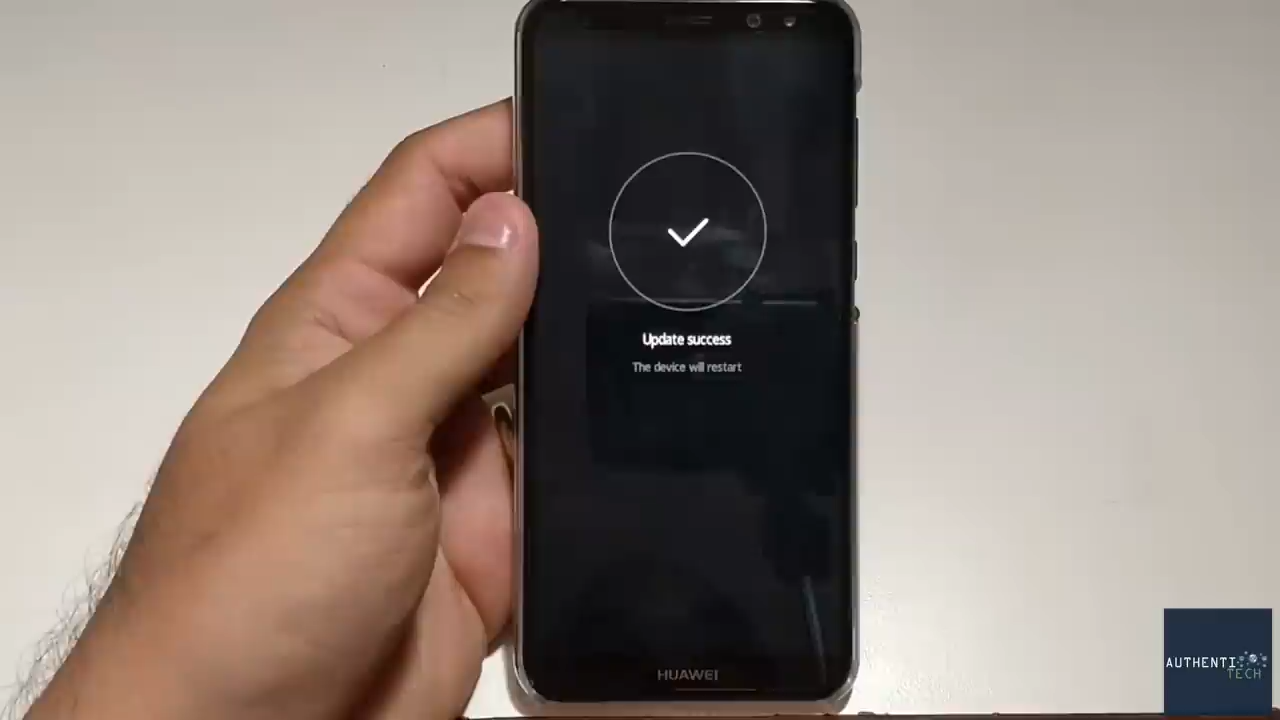 Update success
The device will restart
HUAWEI
AUTHENTI
TECH